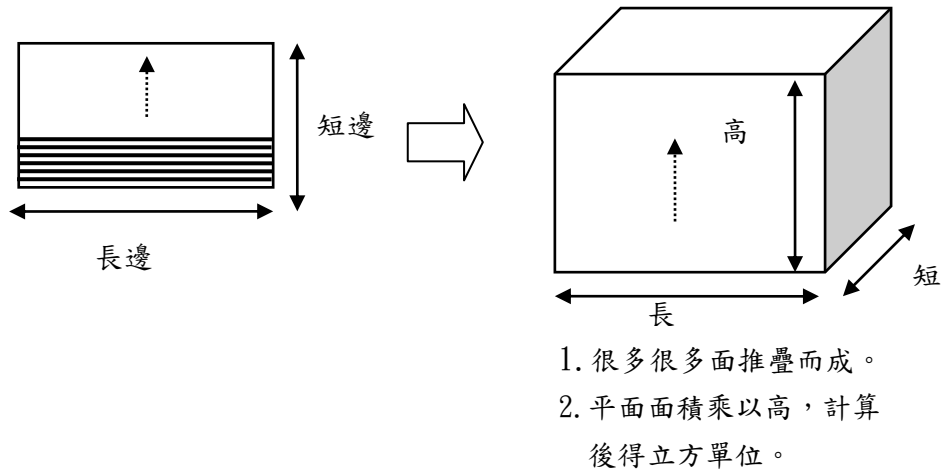 短邊
長邊
高
短
長
1.很多很多面推疊而成。
2.平面面積乘以高，計算
後得立方單位。